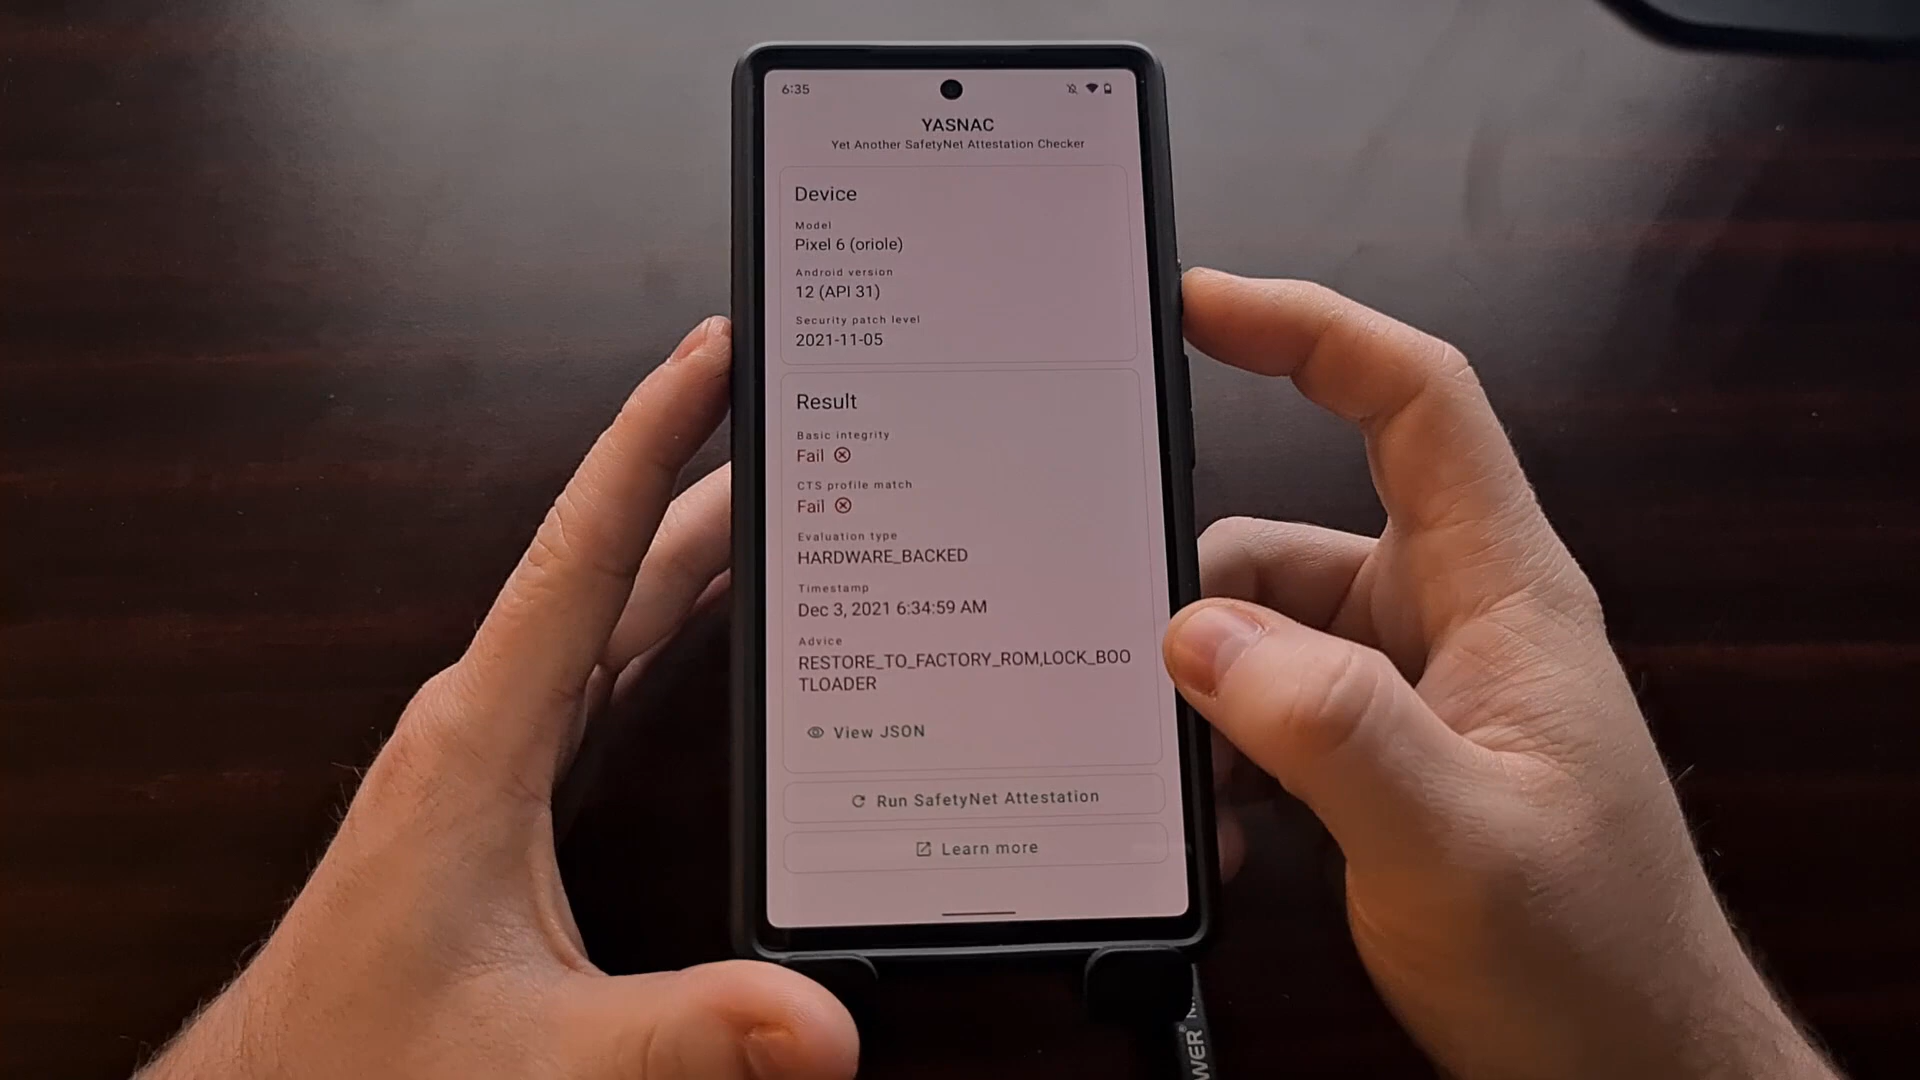 6:35
YASNAC
Yet Another SafetyNet Attestation Checker
Device
Model
Pixel 6 (oriole)
Android version
12 (API 31)
Security patch level
2021-11-05
Result
Basic integrity
Fail
CTS profile match
Fail
Evaluation type
HARDWARE_BACKED
Timestamp
Dec 3, 2021 6:34:59 AM
Advice
RESTORE_TO_FACTORY_ROM,LOCK_BOO
TLOADER
View JSON
Run SafetyNet Attestation
Learn more